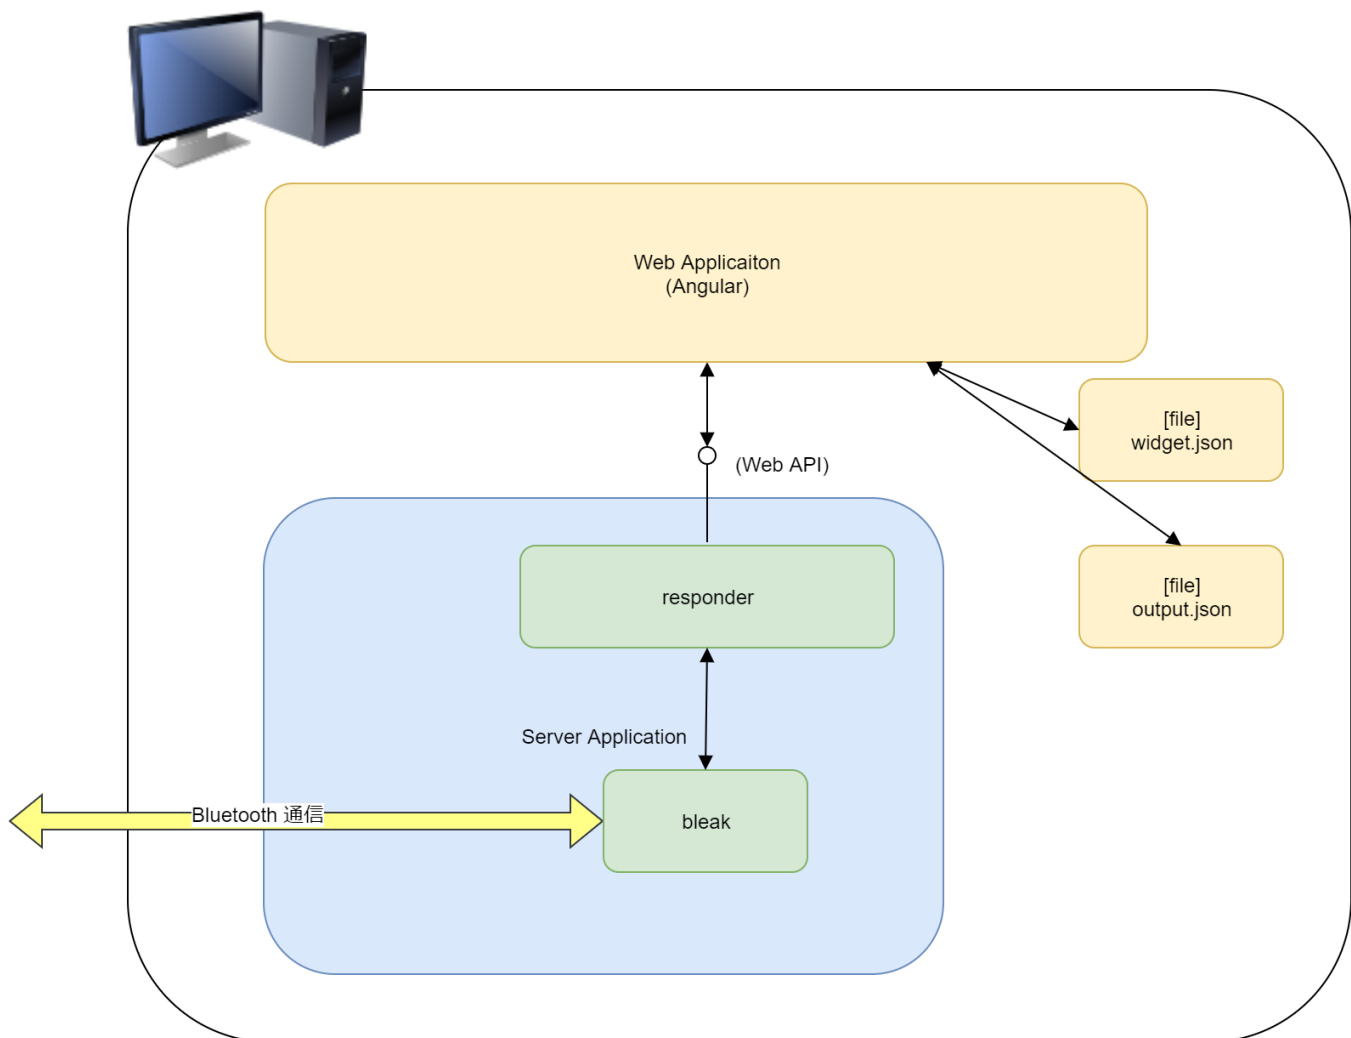 Web Applicaiton
(Angular)
[file]
widget.json
(Web API)
[file]
output.json
responder
Server Application
Bluetooth 通信
bleak